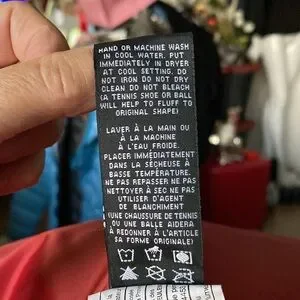 HAND OR MACHINE WASH
IN COOL WATER. PUT
IMMEDIATELY IN DRYER
AT COOL SETTING. DO
NOT IRON DO NOT DRY
CLEAN DO NOT BLEACH
(A TENNIS SHOE OR BALL
WILL HELP TO FLUFF TO
ORIGINAL SHAPE)
LAVER À LA MAIN OU
À LA MACHINE
À L'EAU FROIDE.
PLACER IMMÉDIATEMENT
DANS LA SÉCHEUSE À
BASSE TEMPÉRATURE.
NE PAS REPASSER NE PAS
NETTOYER À SEC NE PAS
UTILISER D'AGENT
DE BLANCHIMENT
(UNE CHAUSSURE DE TENNIS
OU UNE BALLE AIDERA
À REDONNER À L'ARTICLE
SA FORME ORIGINALE)